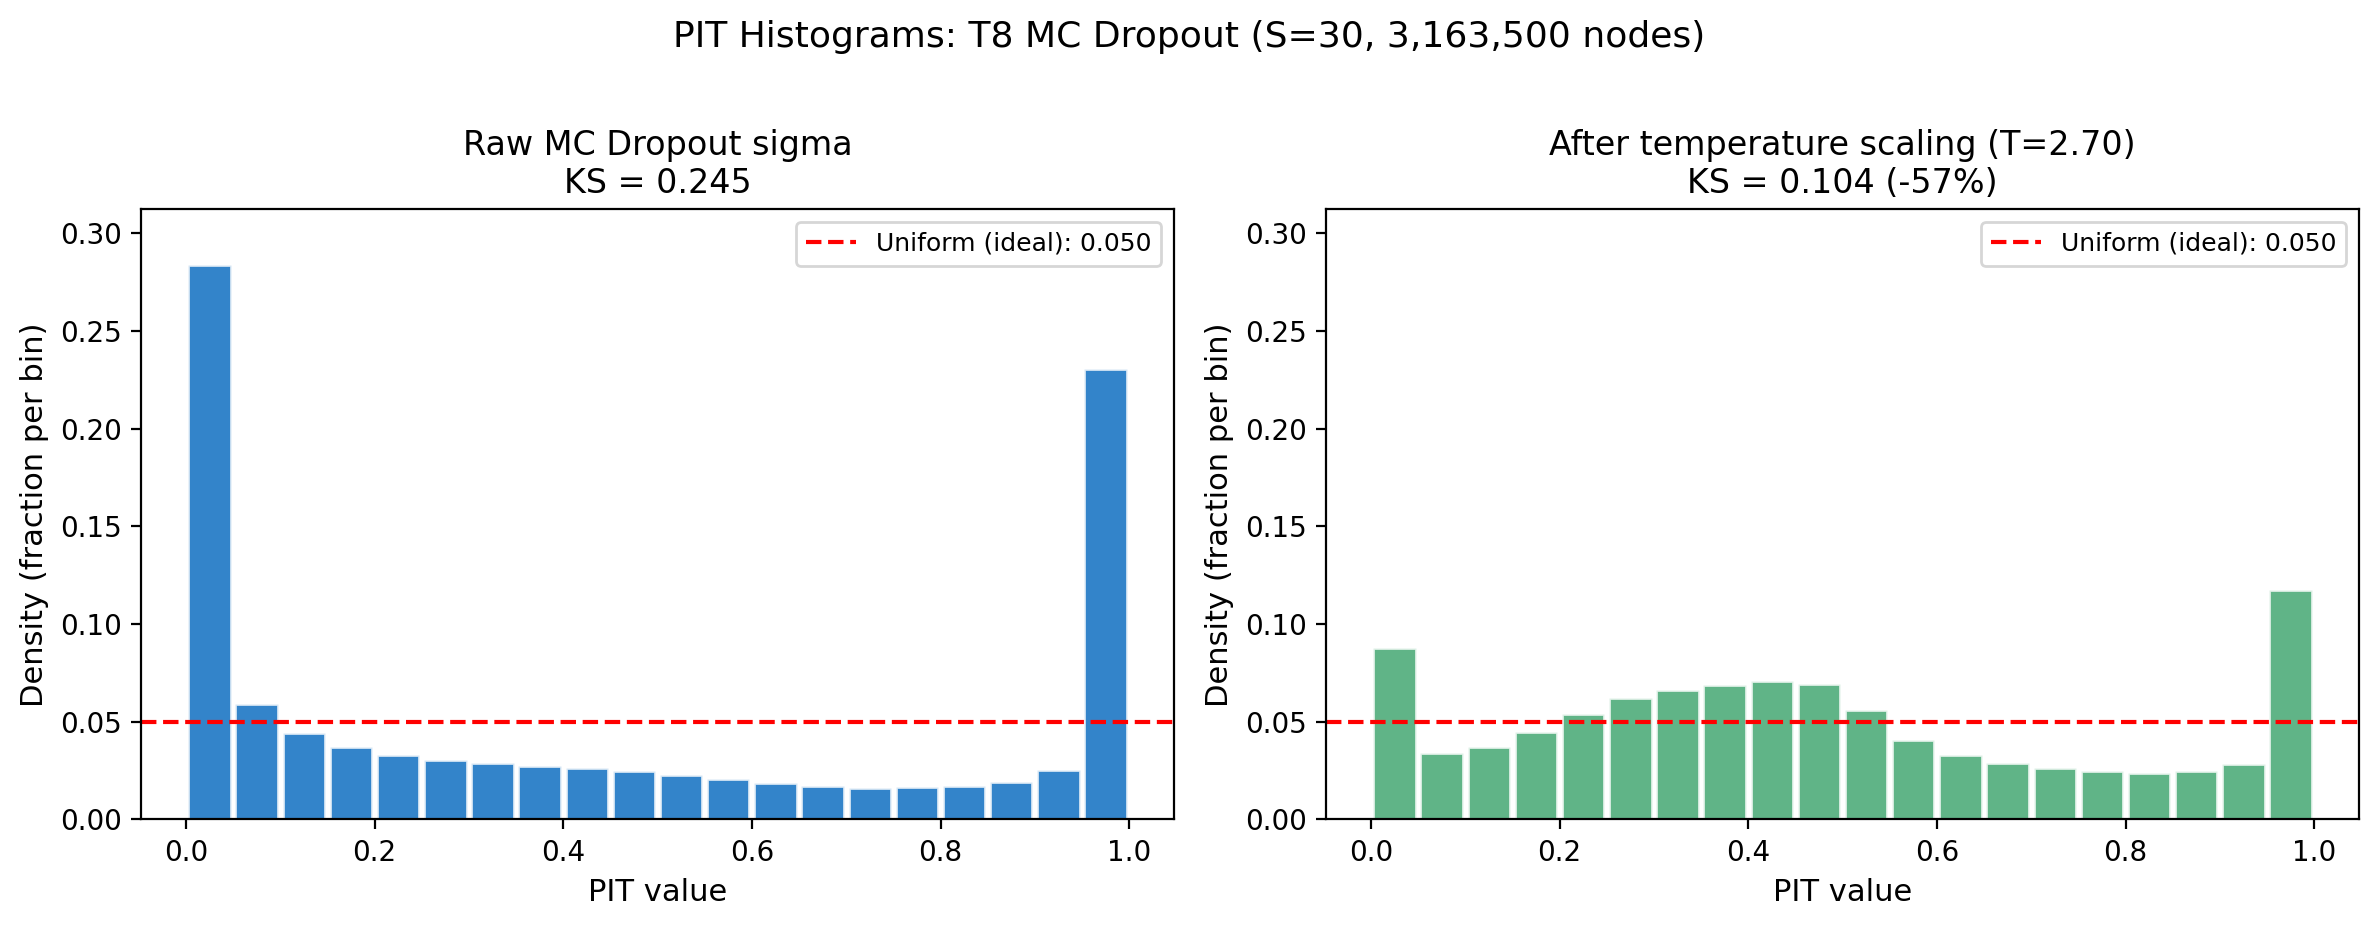 PIT Histograms: T8 MC Dropout (S=30, 3,163,500 nodes)
Raw MC Dropout sigma
KS = 0.245
Uniform (ideal): 0.050
Density (fraction per bin)
0.30
0.25
0.20
0.15
0.10
0.05
0.00
0.0 0.2 0.4 0.6 0.8 1.0
PIT value
After temperature scaling (T=2.70)
KS = 0.104 (-57%)
Uniform (ideal): 0.050
Density (fraction per bin)
0.30
0.25
0.20
0.15
0.10
0.05
0.00
0.0 0.2 0.4 0.6 0.8 1.0
PIT value